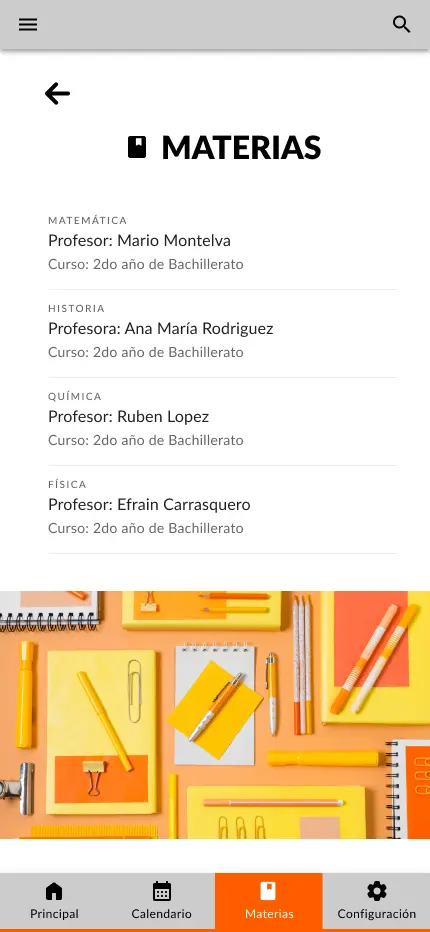 MATERIAS
MATEMÁTICA
Profesor: Mario Montelva
Curso: 2do año de Bachillerato
HISTORIA
Profesora: Ana María Rodriguez
Curso: 2do año de Bachillerato
QUÍMICA
Profesor: Ruben Lopez
Curso: 2do año de Bachillerato
FÍSICA
Profesor: Efrain Carrasquero
Curso: 2do año de Bachillerato
Principal Calendario Materias Configuración